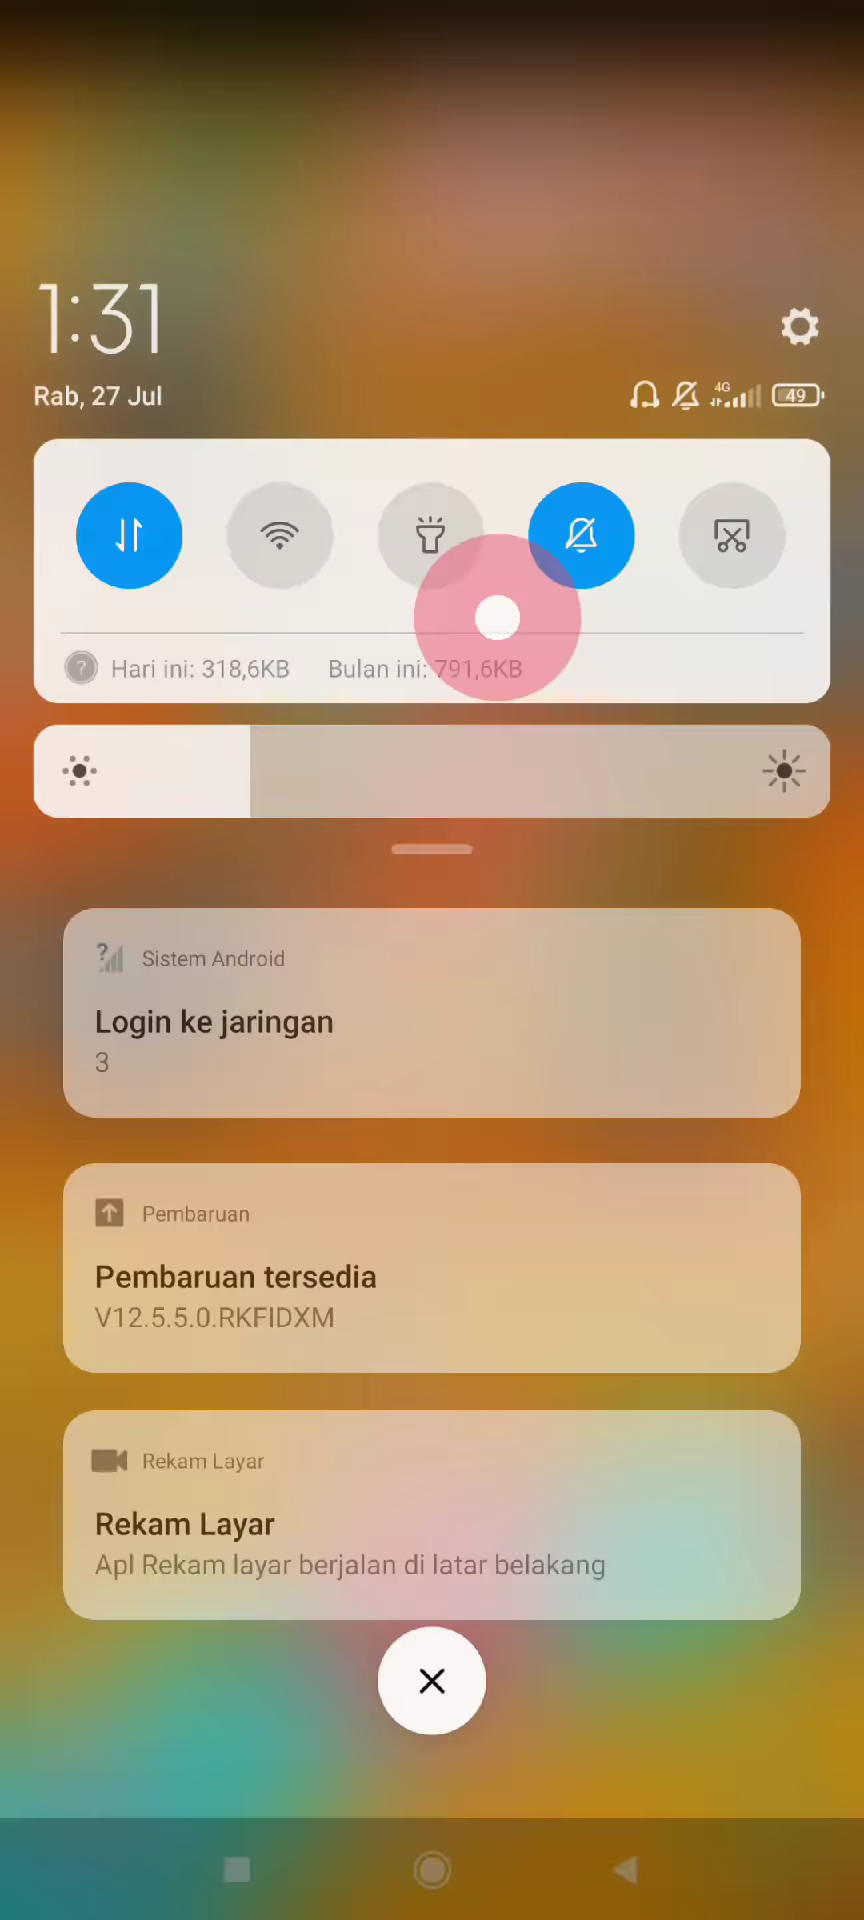 1:31
Rab, 27 Jul
4G
49
? Hari ini: 318,6KB Bulan ini: 791,6KB
? Sistem Android
Login ke jaringan
3
Pembaruan
Pembaruan tersedia
V12.5.5.0.RKFIDXM
Rekam Layar
Rekam Layar
Apl Rekam layar berjalan di latar belakang